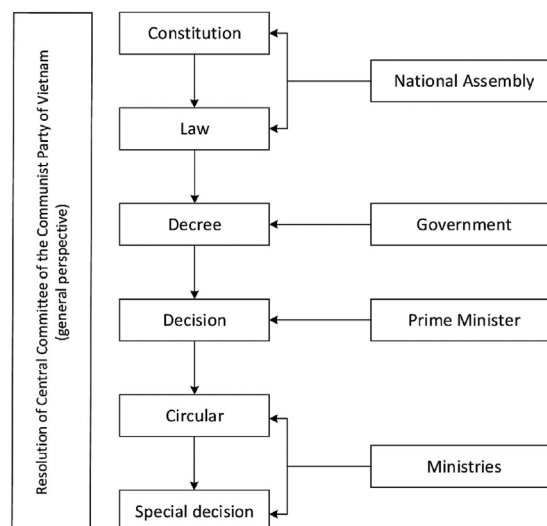 Resolution of Central Committee of the Communist Party of Vietnam
(general perspective)
Constitution
National Assembly
Law
Decree
Government
Decision
Prime Minister
Circular
Ministries
Special decision